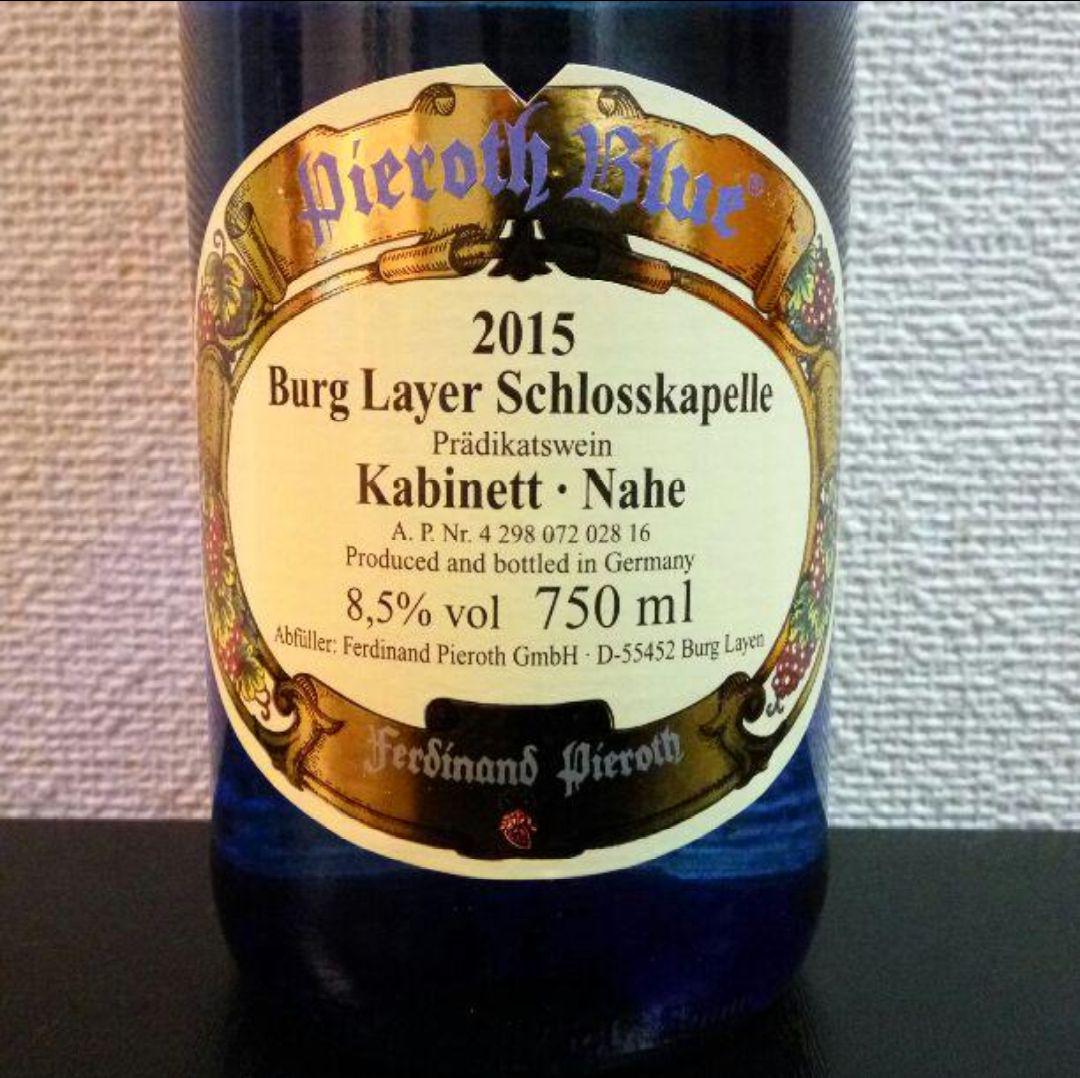 Pieroth Blue®
2015
Burg Layer Schlosskapelle
Prädikatswein
Kabinett · Nahe
A. P. Nr. 4 298 072 028 16
Produced and bottled in Germany
8,5% vol 750 ml
Abfüller: Ferdinand Pieroth GmbH · D-55452 Burg Layen
Ferdinand Pieroth